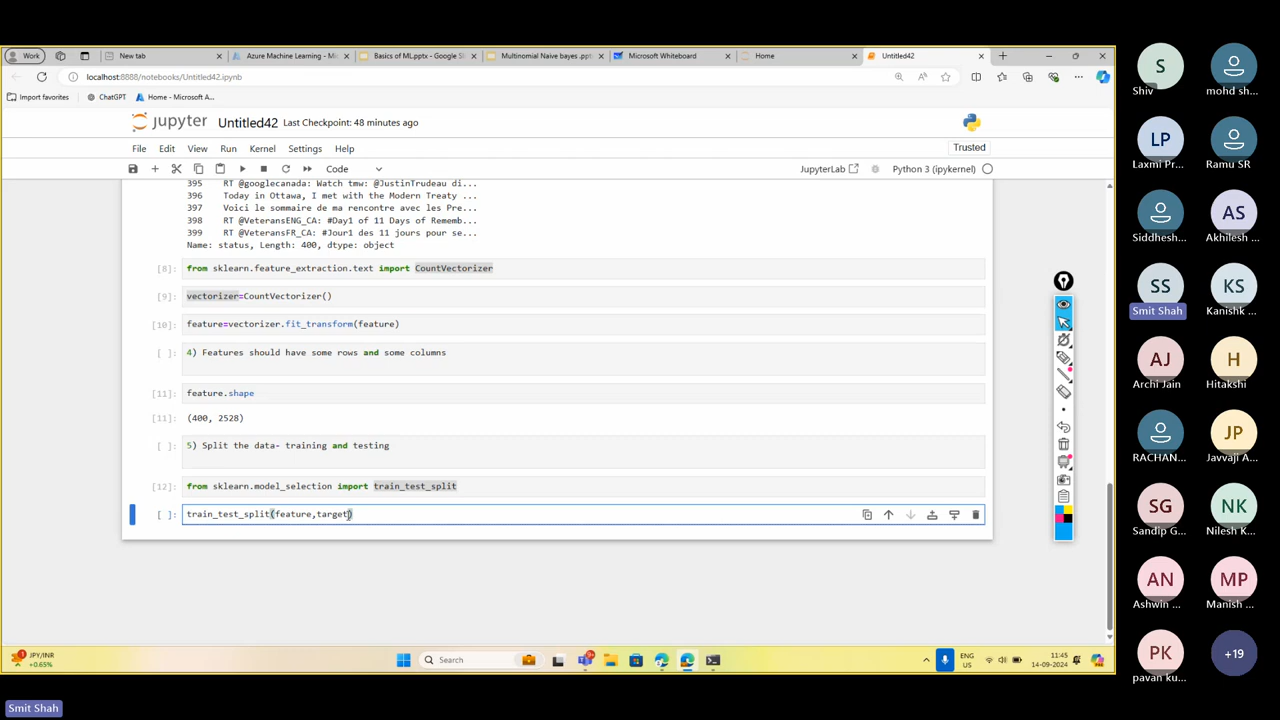 Work
New tab
Azure Machine Learning - Mi
Basics of ML.pptx - Google Sl
Multinomial Naive bayes .ppt
Microsoft Whiteboard
Home
Untitled42
localhost:8888/notebooks/Untitled42.ipynb
Import favorites
ChatGPT
Home - Microsoft A...
jupyter
Untitled42 Last Checkpoint: 48 minutes ago
File Edit View Run Kernel Settings Help
Trusted
Code
JupyterLab
Python 3 (ipykernel)
395 RT @googlecanada: Watch tmw: @JustinTrudeau di...
396 Today in Ottawa, I met with the Modern Treaty ...
397 Voici le sommaire de ma rencontre avec les Pre...
398 RT @VeteransENG_CA: #Day1 of 11 Days of Rememb...
399 RT @VeteransFR_CA: #Jour1 des 11 jours pour se...
Name: status, Length: 400, dtype: object
[8]: from sklearn.feature_extraction.text import CountVectorizer
[9]: vectorizer=CountVectorizer()
[10]: feature=vectorizer.fit_transform(feature)
[ ]: 4) Features should have some rows and some columns
[11]: feature.shape
[11]: (400, 2528)
[ ]: 5) Split the data- training and testing
[12]: from sklearn.model_selection import train_test_split
[ ]: train_test_split(feature,target)
JPY/INR
+0.65%
Search
ENG
US
11:45
14-09-2024
S
Shiv
mohd sh...
LP
Laxmi Pr...
Ramu SR
Siddhesh...
AS
Akhilesh ...
SS
Smit Shah
KS
Kanishk ...
AJ
Archi Jain
H
Hitakshi
RACHAN...
JP
Javvaji A...
SG
Sandip G...
NK
Nilesh K...
AN
Ashwin ...
MP
Manish ...
PK
pavan ku...
+19
Smit Shah